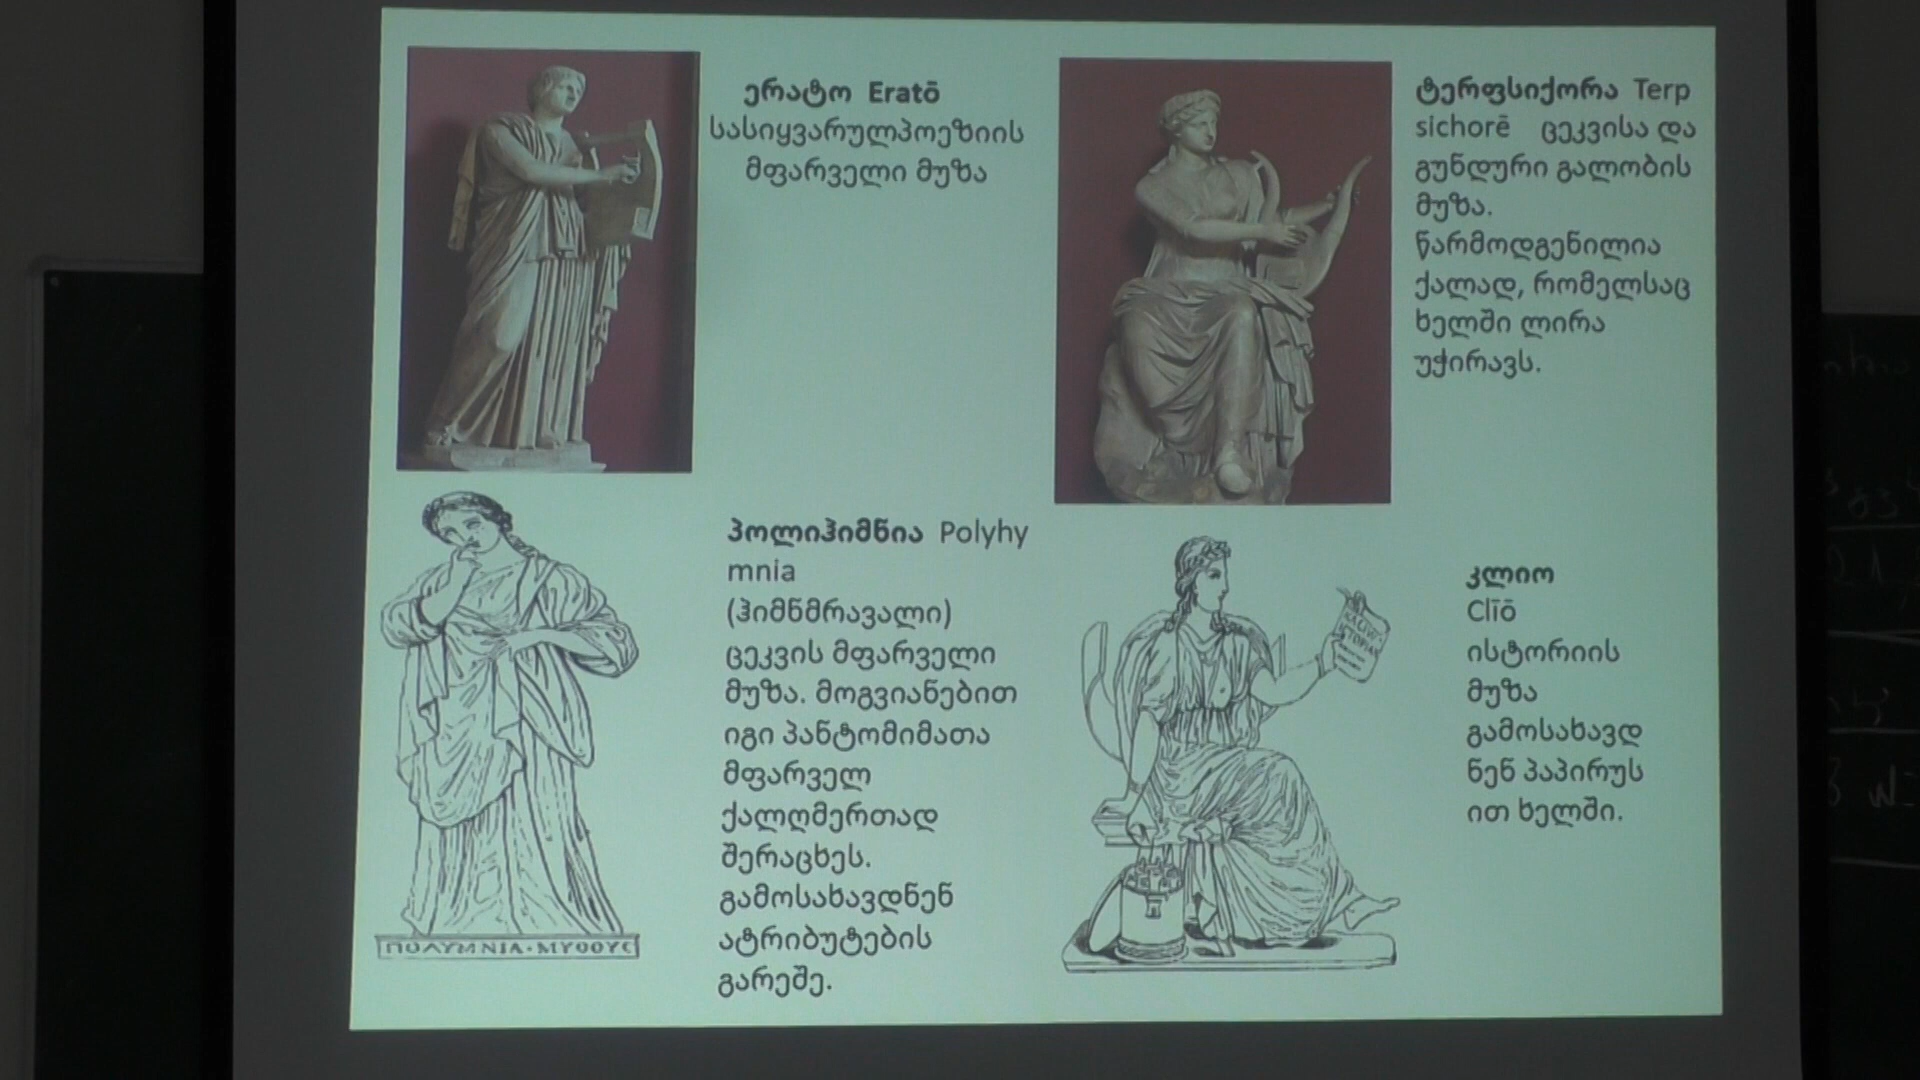 ერატო Eratō
სასიყვარულპოეზიის
მფარველი მუზა
ტერფსიქორა Terp
sichorē ცეკვისა და
გუნდური გალობის
მუზა.
წარმოდგენილია
ქალად, რომელსაც
ხელში ლირა
უჭირავს.
პოლიჰიმნია Polyhy
mnia
(ჰიმნმრავალი)
ცეკვის მფარველი
მუზა. მოგვიანებით
იგი პანტომიმათა
მფარველ
ქალღმერთად
შერაცხეს.
გამოსახავდნენ
ატრიბუტების
გარეშე.
ΠΟΛΥΜΝΙΑ·ΜΥΘΟΥϹ
კლიო
Clīō
ისტორიის
მუზა
გამოსახავდ
ნენ პაპირუს
ით ხელში.